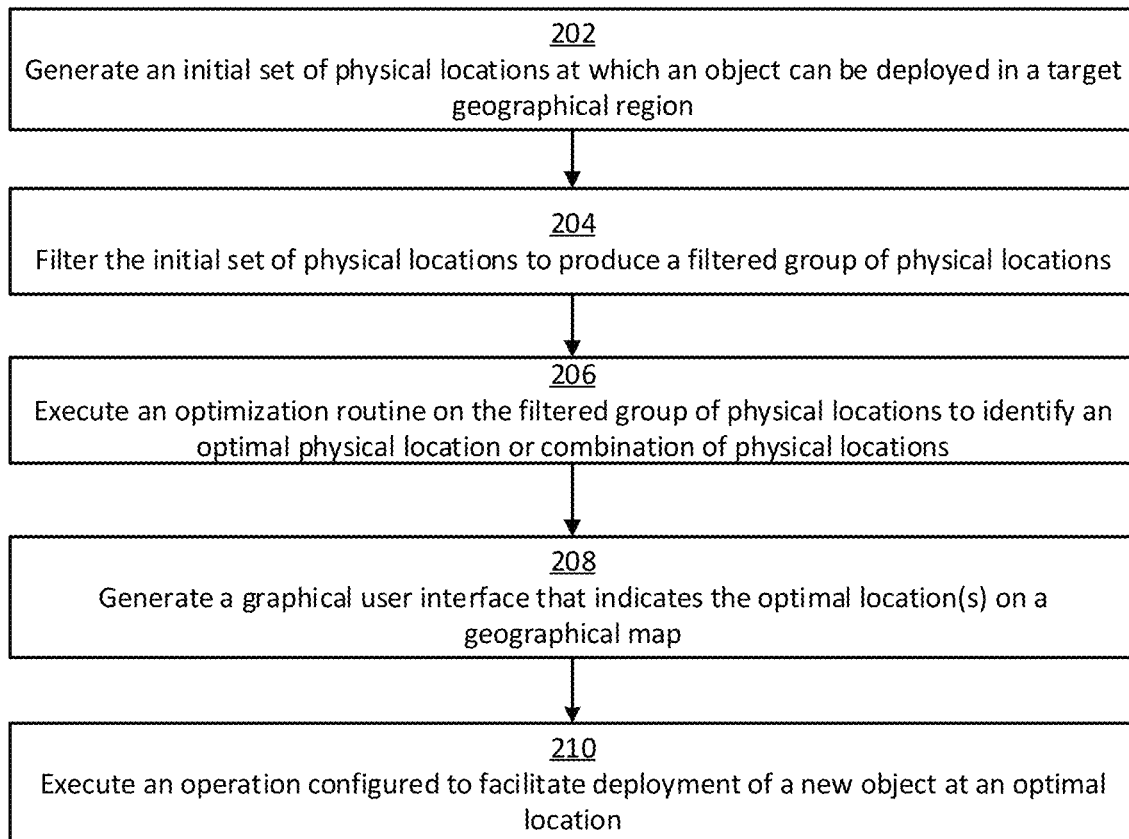 202
Generate an initial set of physical locations at which an object can be deployed in a target
geographical region
204
Filter the initial set of physical locations to produce a filtered group of physical locations
206
Execute an optimization routine on the filtered group of physical locations to identify an
optimal physical location or combination of physical locations
208
Generate a graphical user interface that indicates the optimal location(s) on a
geographical map
210
Execute an operation configured to facilitate deployment of a new object at an optimal
location